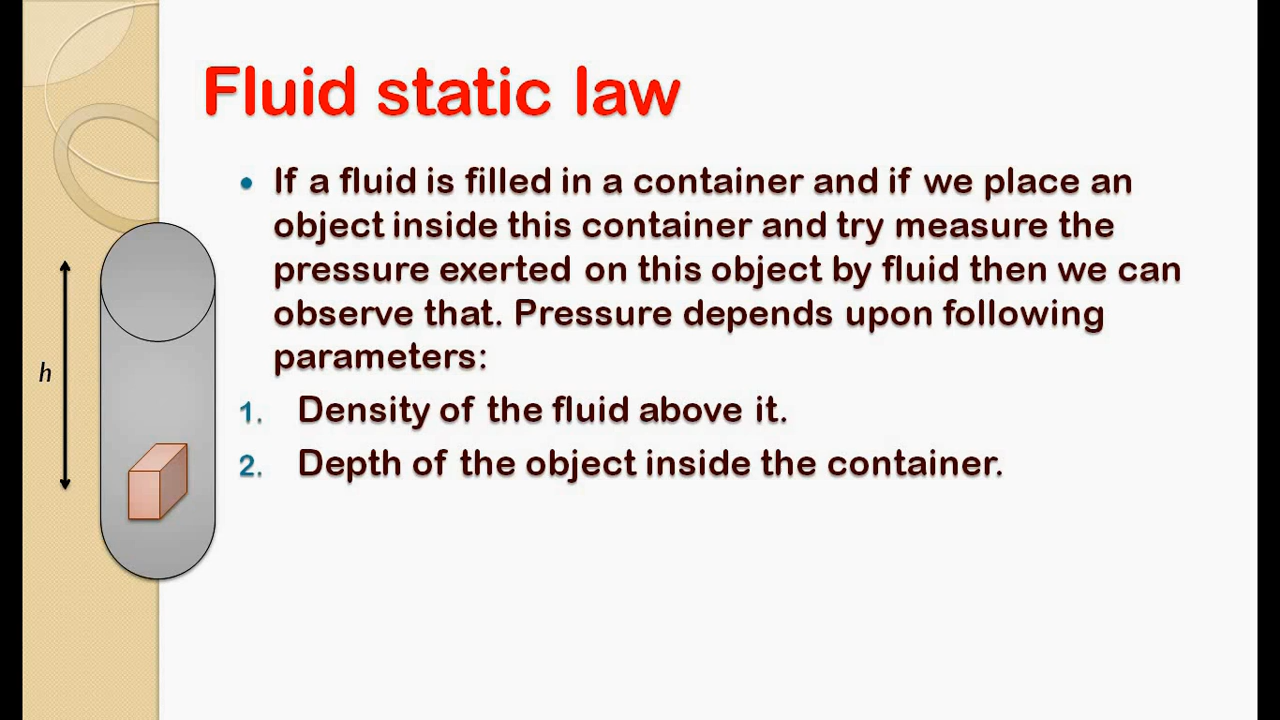 Fluid static law
• If a fluid is filled in a container and if we place an
object inside this container and try measure the
pressure exerted on this object by fluid then we can
observe that. Pressure depends upon following
parameters:
1. Density of the fluid above it.
2. Depth of the object inside the container.
h